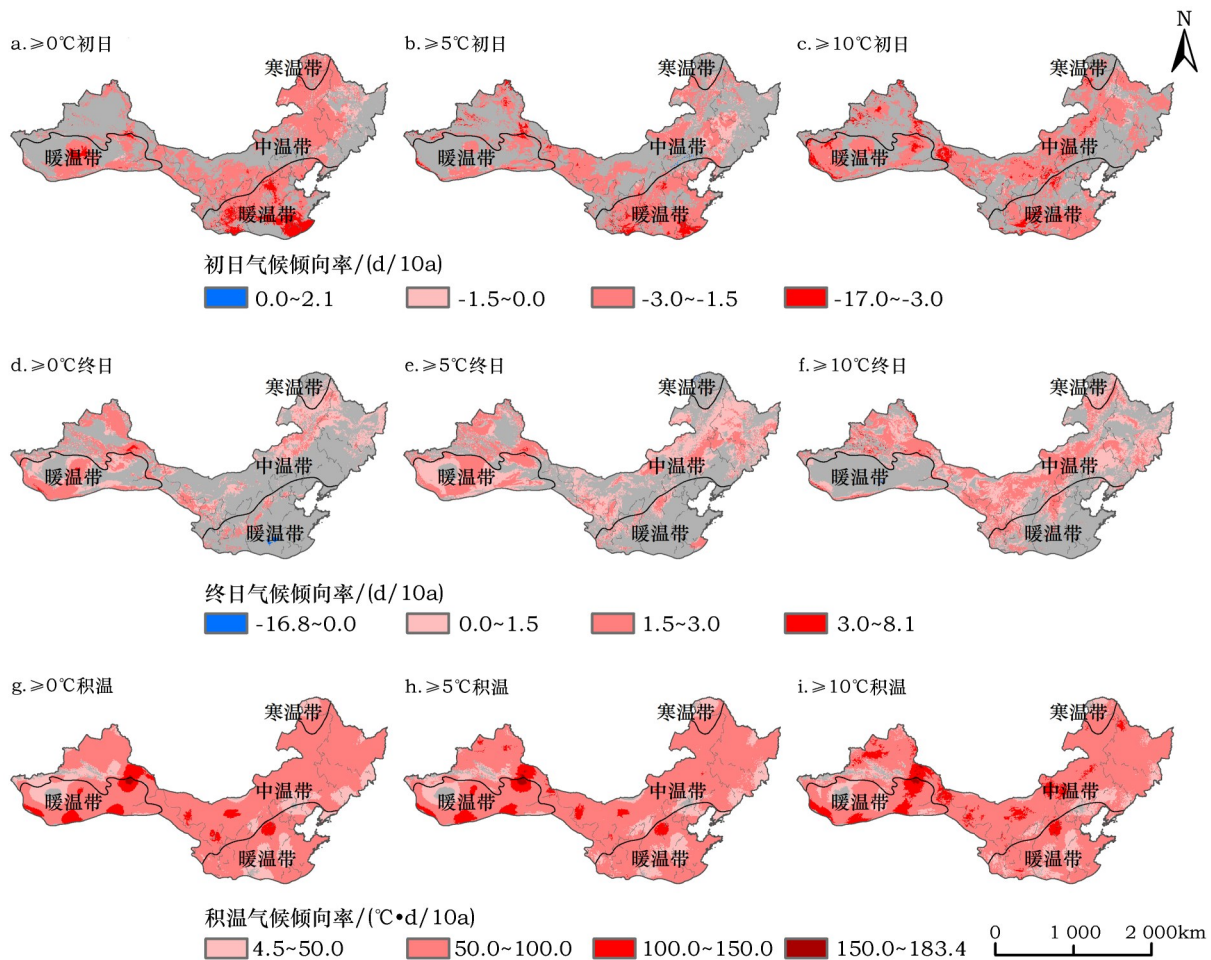 N
a.≥0℃初日
b.≥5℃初日
c.≥10℃初日
寒温带
寒温带
寒温带
中温带
中温带
中温带
暖温带
暖温带
暖温带
暖温带
暖温带
暖温带
初日气候倾向率/(d/10a)
0.0~2.1
-1.5~0.0
-3.0~-1.5
-17.0~-3.0
d.≥0℃终日
e.≥5℃终日
f.≥10℃终日
寒温带
寒温带
寒温带
中温带
中温带
中温带
暖温带
暖温带
暖温带
暖温带
暖温带
暖温带
终日气候倾向率/(d/10a)
-16.8~0.0
0.0~1.5
1.5~3.0
3.0~8.1
g.≥0℃积温
h.≥5℃积温
i.≥10℃积温
寒温带
寒温带
寒温带
中温带
中温带
中温带
暖温带
暖温带
暖温带
暖温带
暖温带
暖温带
积温气候倾向率/(℃•d/10a)
4.5~50.0
50.0~100.0
100.0~150.0
150.0~183.4
0 1 000 2 000km